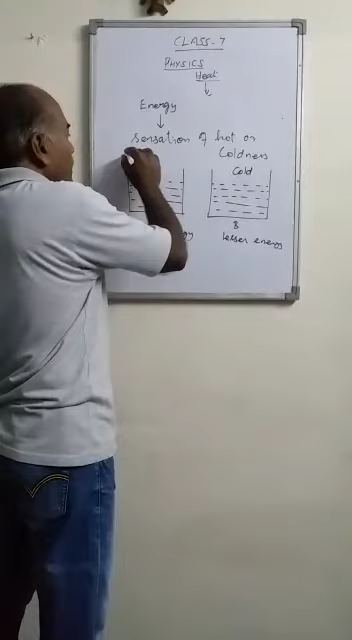 CLASS-7
PHYSICS
Heat
Energy
sensation of hot or
Coldness
Cold
B
lesser energy